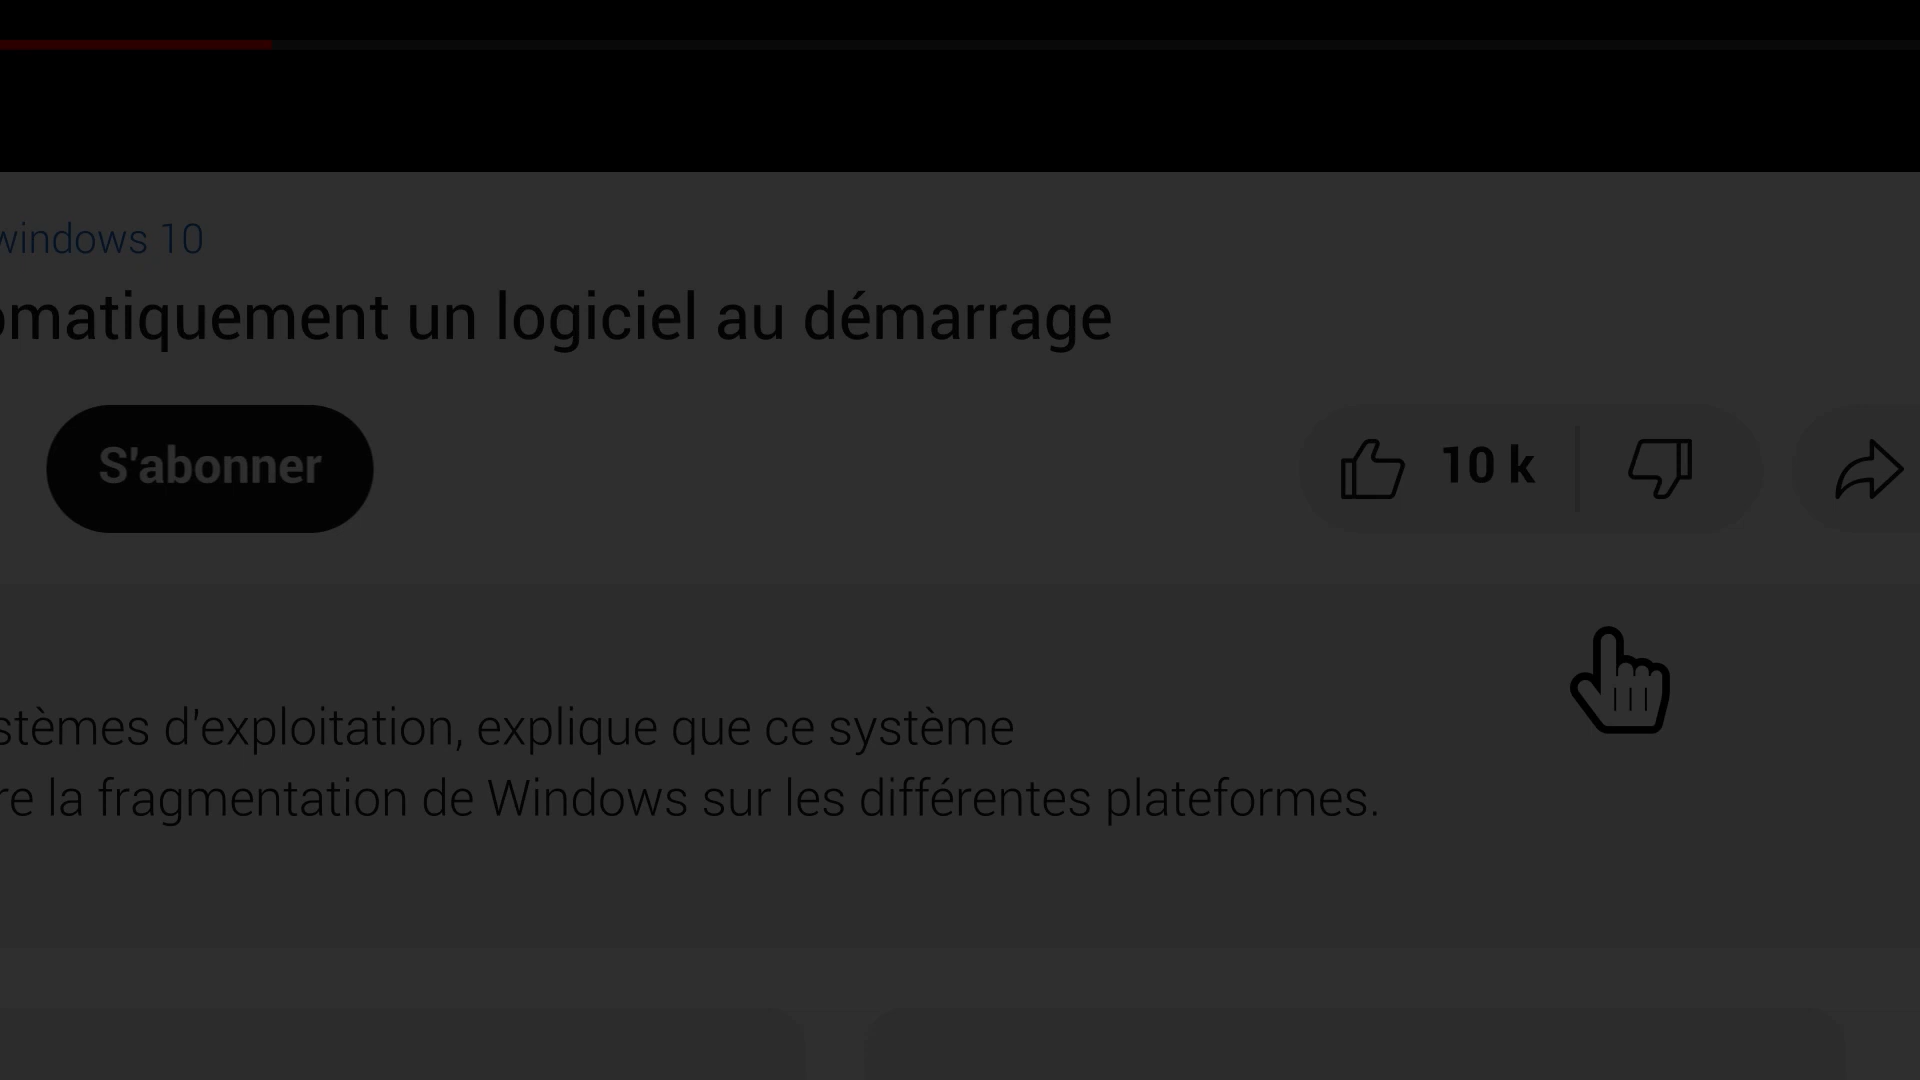 windows 10
omatiquement un logiciel au démarrage
S'abonner
10 k
stèmes d'exploitation, explique que ce système
re la fragmentation de Windows sur les différentes plateformes.